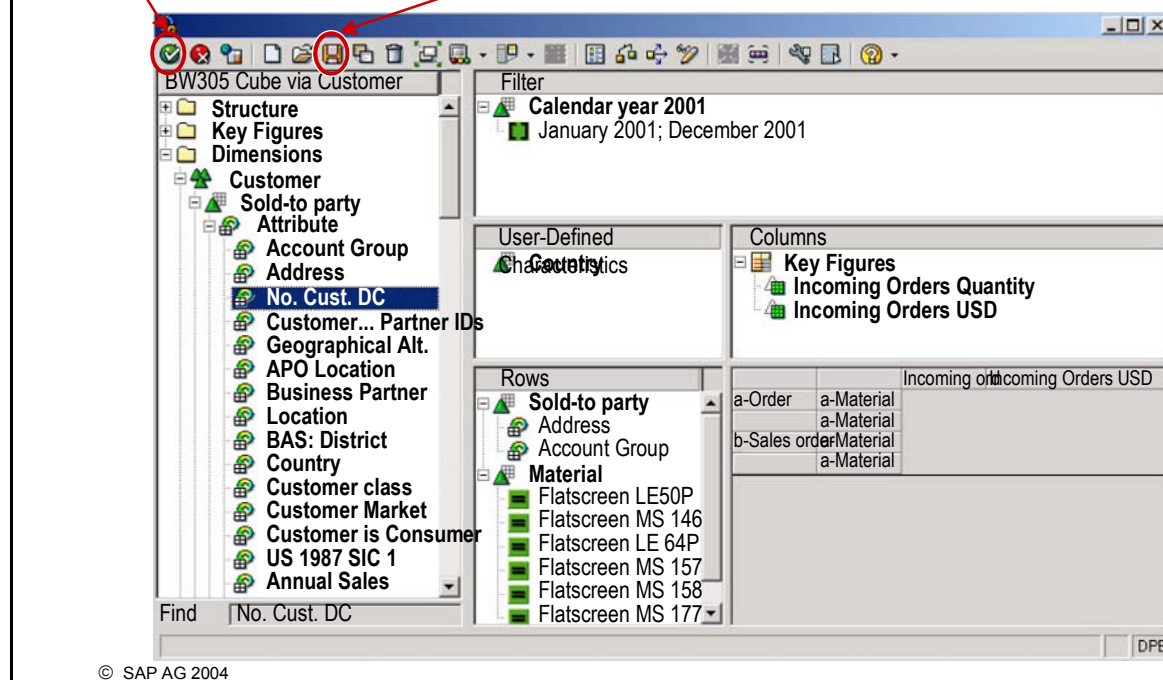 BW305 Cube via Customer
Structure
Key Figures
Dimensions
Customer
Sold-to party
Attribute
Account Group
Address
No. Cust. DC
Customer... Partner IDs
Geographical Alt.
APO Location
Business Partner
Location
BAS: District
Country
Customer class
Customer Market
Customer is Consumer
US 1987 SIC 1
Annual Sales
Find No. Cust. DC
Filter
Calendar year 2001
January 2001; December 2001
User-Defined
Characteristics
Country
Columns
Key Figures
Incoming Orders Quantity
Incoming Orders USD
Rows
Sold-to party
Address
Account Group
Material
Flatscreen LE50P
Flatscreen MS 146
Flatscreen LE 64P
Flatscreen MS 157
Flatscreen MS 158
Flatscreen MS 177
Incoming Incoming Orders USD
a-Order a-Material
a-Material
b-Sales order a-Material
a-Material
© SAP AG 2004